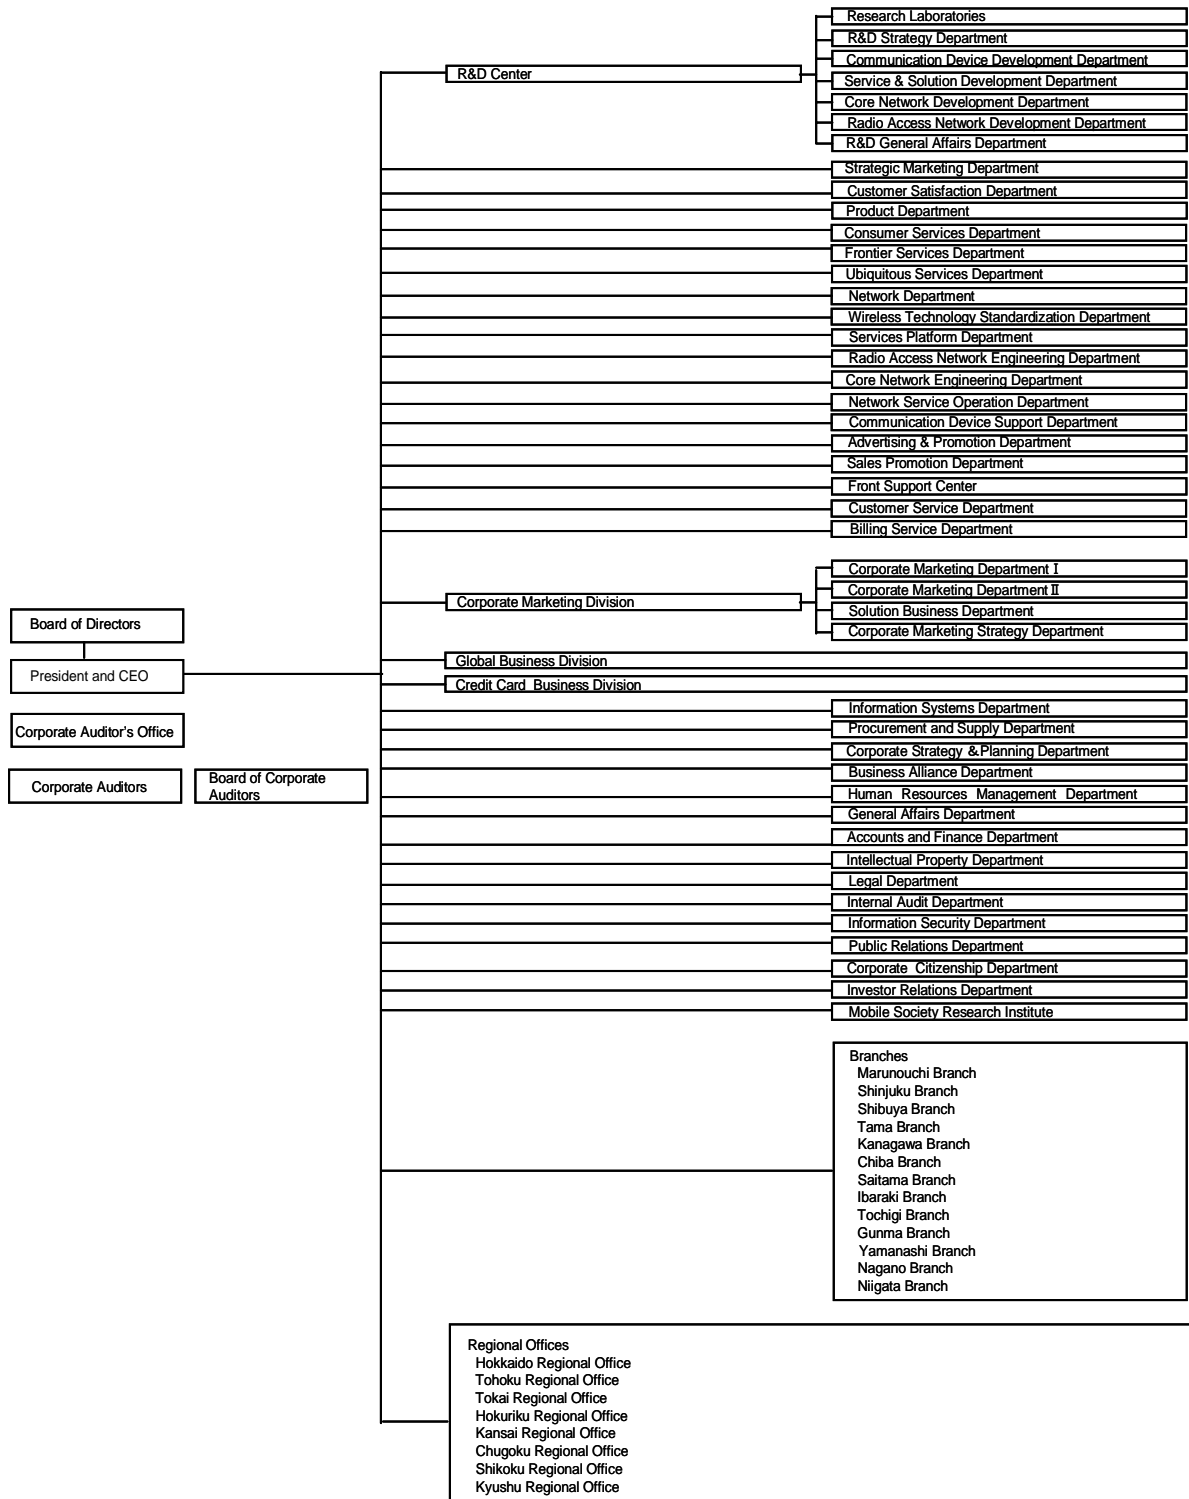 Research Laboratories
R&D Strategy Department
Communication Device Development Department
R&D Center
Service & Solution Development Department
Core Network Development Department
Radio Access Network Development Department
R&D General Affairs Department
Strategic Marketing Department
Customer Satisfaction Department
Product Department
Consumer Services Department
Frontier Services Department
Ubiquitous Services Department
Network Department
Wireless Technology Standardization Department
Services Platform Department
Radio Access Network Engineering Department
Core Network Engineering Department
Network Service Operation Department
Communication Device Support Department
Advertising & Promotion Department
Sales Promotion Department
Front Support Center
Customer Service Department
Billing Service Department
Corporate Marketing Department Ⅰ
Corporate Marketing Department Ⅱ
Corporate Marketing Division
Solution Business Department
Corporate Marketing Strategy Department
Board of Directors
President and CEO
Corporate Auditor's Office
Corporate Auditors
Board of Corporate
Auditors
Global Business Division
Credit Card Business Division
Information Systems Department
Procurement and Supply Department
Corporate Strategy &Planning Department
Business Alliance Department
Human Resources Management Department
General Affairs Department
Accounts and Finance Department
Intellectual Property Department
Legal Department
Internal Audit Department
Information Security Department
Public Relations Department
Corporate Citizenship Department
Investor Relations Department
Mobile Society Research Institute
Branches
Marunouchi Branch
Shinjuku Branch
Shibuya Branch
Tama Branch
Kanagawa Branch
Chiba Branch
Saitama Branch
Ibaraki Branch
Tochigi Branch
Gunma Branch
Yamanashi Branch
Nagano Branch
Niigata Branch
Regional Offices
Hokkaido Regional Office
Tohoku Regional Office
Tokai Regional Office
Hokuriku Regional Office
Kansai Regional Office
Chugoku Regional Office
Shikoku Regional Office
Kyushu Regional Office